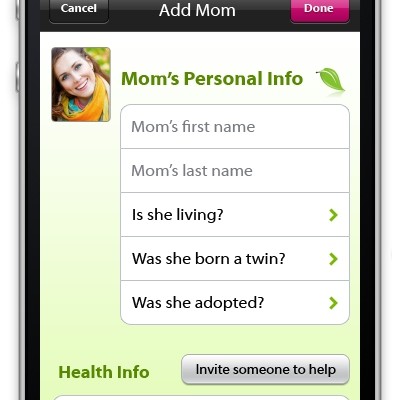 Cancel Add Mom Done
Mom's Personal Info
Mom's first name
Mom's last name
Is she living?
Was she born a twin?
Was she adopted?
Health Info Invite someone to help